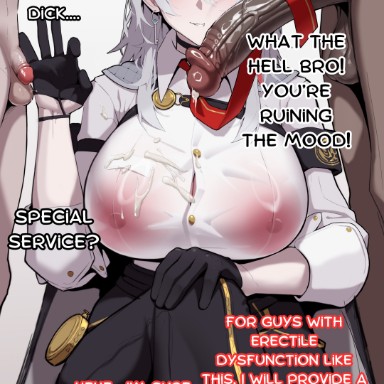 DICK....
WHAT THE
HELL BRO!
YOU'RE
RUINING
THE MOOD!
SPECIAL
SERVICE?
FOR GUYS WITH
ERECTILE
DYSFUNCTION LIKE
THIS, I WILL PROVIDE A